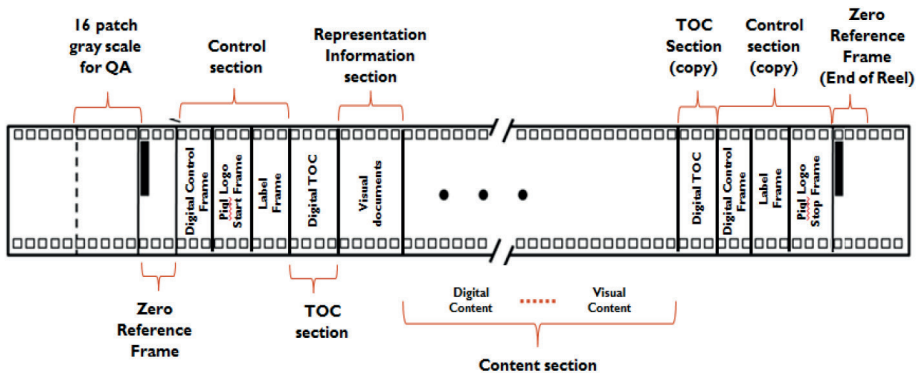 16 patch
gray scale
for QA
Control
section
Representation
Information
section
TOC
Section
(copy)
Control
section
(copy)
Zero
Reference
Frame
(End of Reel)
Digital Control
Frame
Piql Logo
Start Frame
Label
Frame
Digital TOC
Visual
documents
Digital TOC
Digital Control
Frame
Label
Frame
Piql Logo
Stop Frame
Zero
Reference
Frame
TOC
section
Digital
Content
Visual
Content
Content section